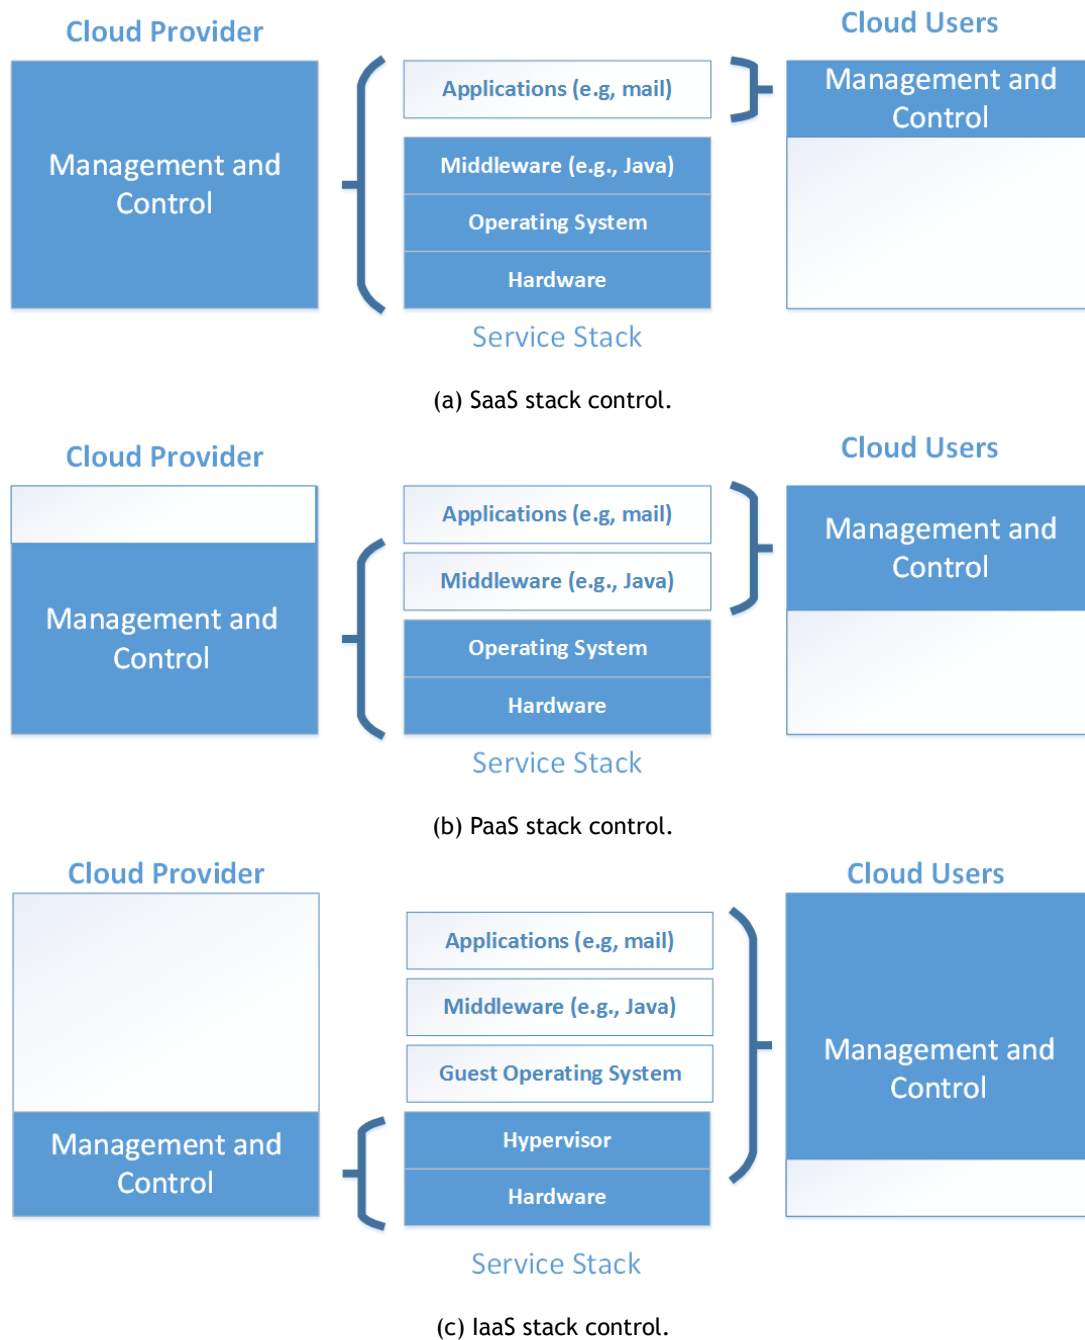 Cloud Provider
Cloud Users
Management and
Control
Applications (e.g, mail)
Middleware (e.g., Java)
Operating System
Hardware
Service Stack
Management and
Control
(a) SaaS stack control.
Cloud Provider
Cloud Users
Management and
Control
Applications (e.g, mail)
Middleware (e.g., Java)
Operating System
Hardware
Service Stack
Management and
Control
(b) PaaS stack control.
Cloud Provider
Cloud Users
Management and
Control
Applications (e.g, mail)
Middleware (e.g., Java)
Guest Operating System
Hypervisor
Hardware
Service Stack
Management and
Control
(c) IaaS stack control.